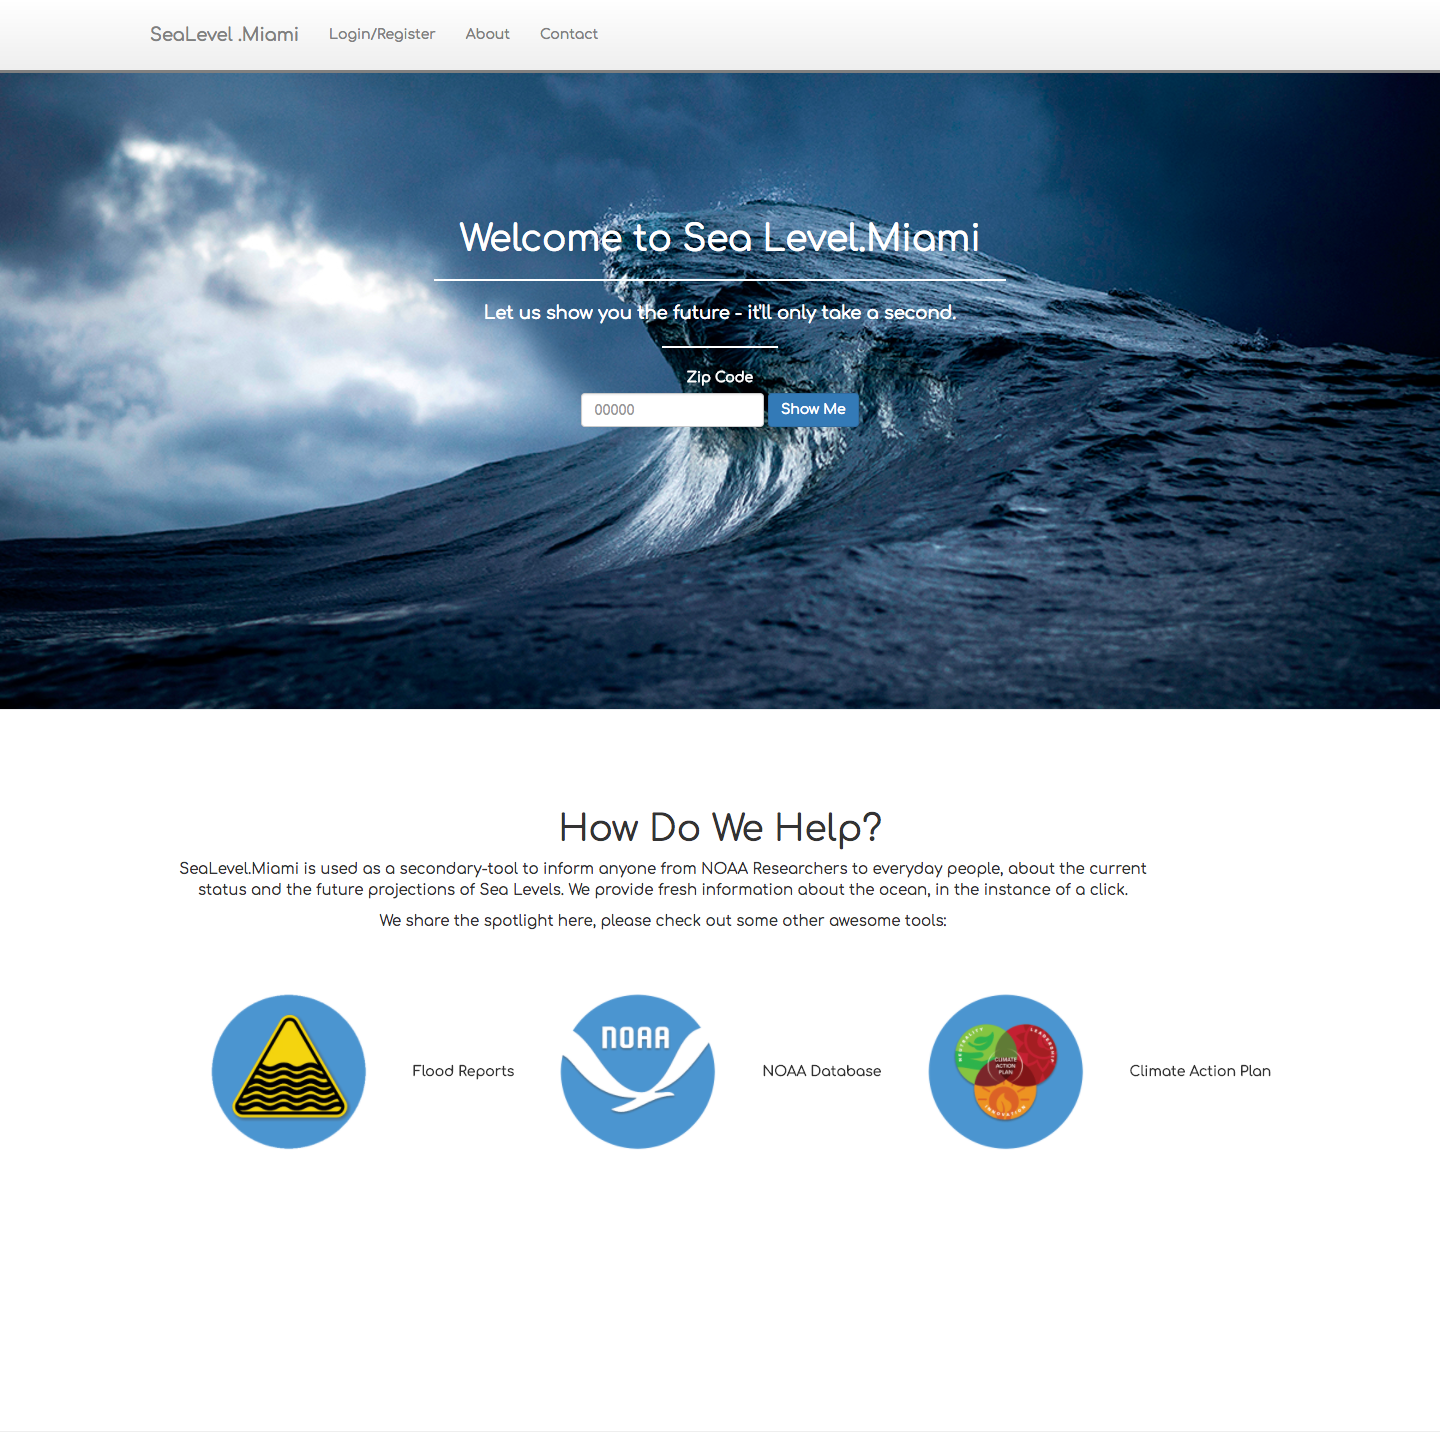 SeaLevel .Miami Login/Register About Contact
Welcome to Sea Level.Miami
Let us show you the future - it'll only take a second.
Zip Code
00000 Show Me
How Do We Help?
SeaLevel.Miami is used as a secondary-tool to inform anyone from NOAA Researchers to everyday people, about the current
status and the future projections of Sea Levels. We provide fresh information about the ocean, in the instance of a click.
We share the spotlight here, please check out some other awesome tools:
Flood Reports
NOAA
NOAA Database
LEADERSHIP
CLIMATE
ACTION
PLAN
INNOVATION
Climate Action Plan